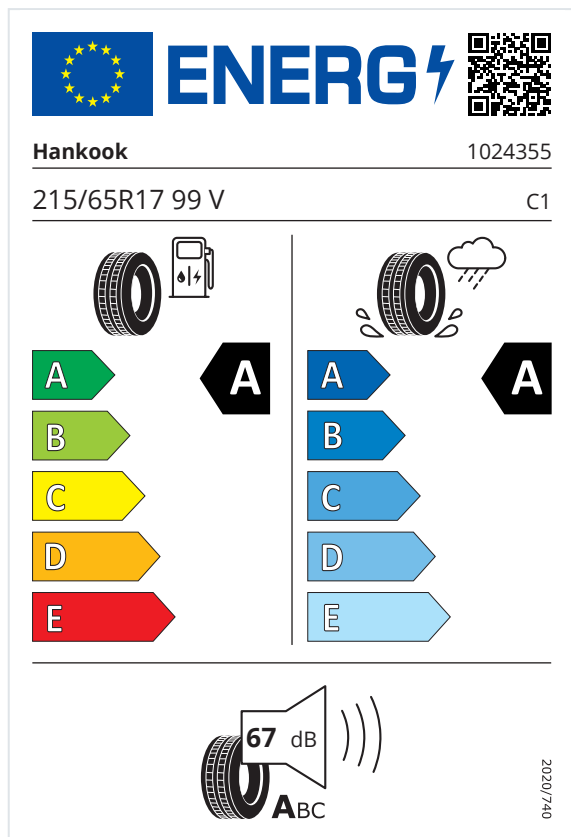 ENERG
Hankook 1024355
215/65R17 99 V C1
A A A A
B B
C C
D D
E E
67 dB
ABC
2020/740